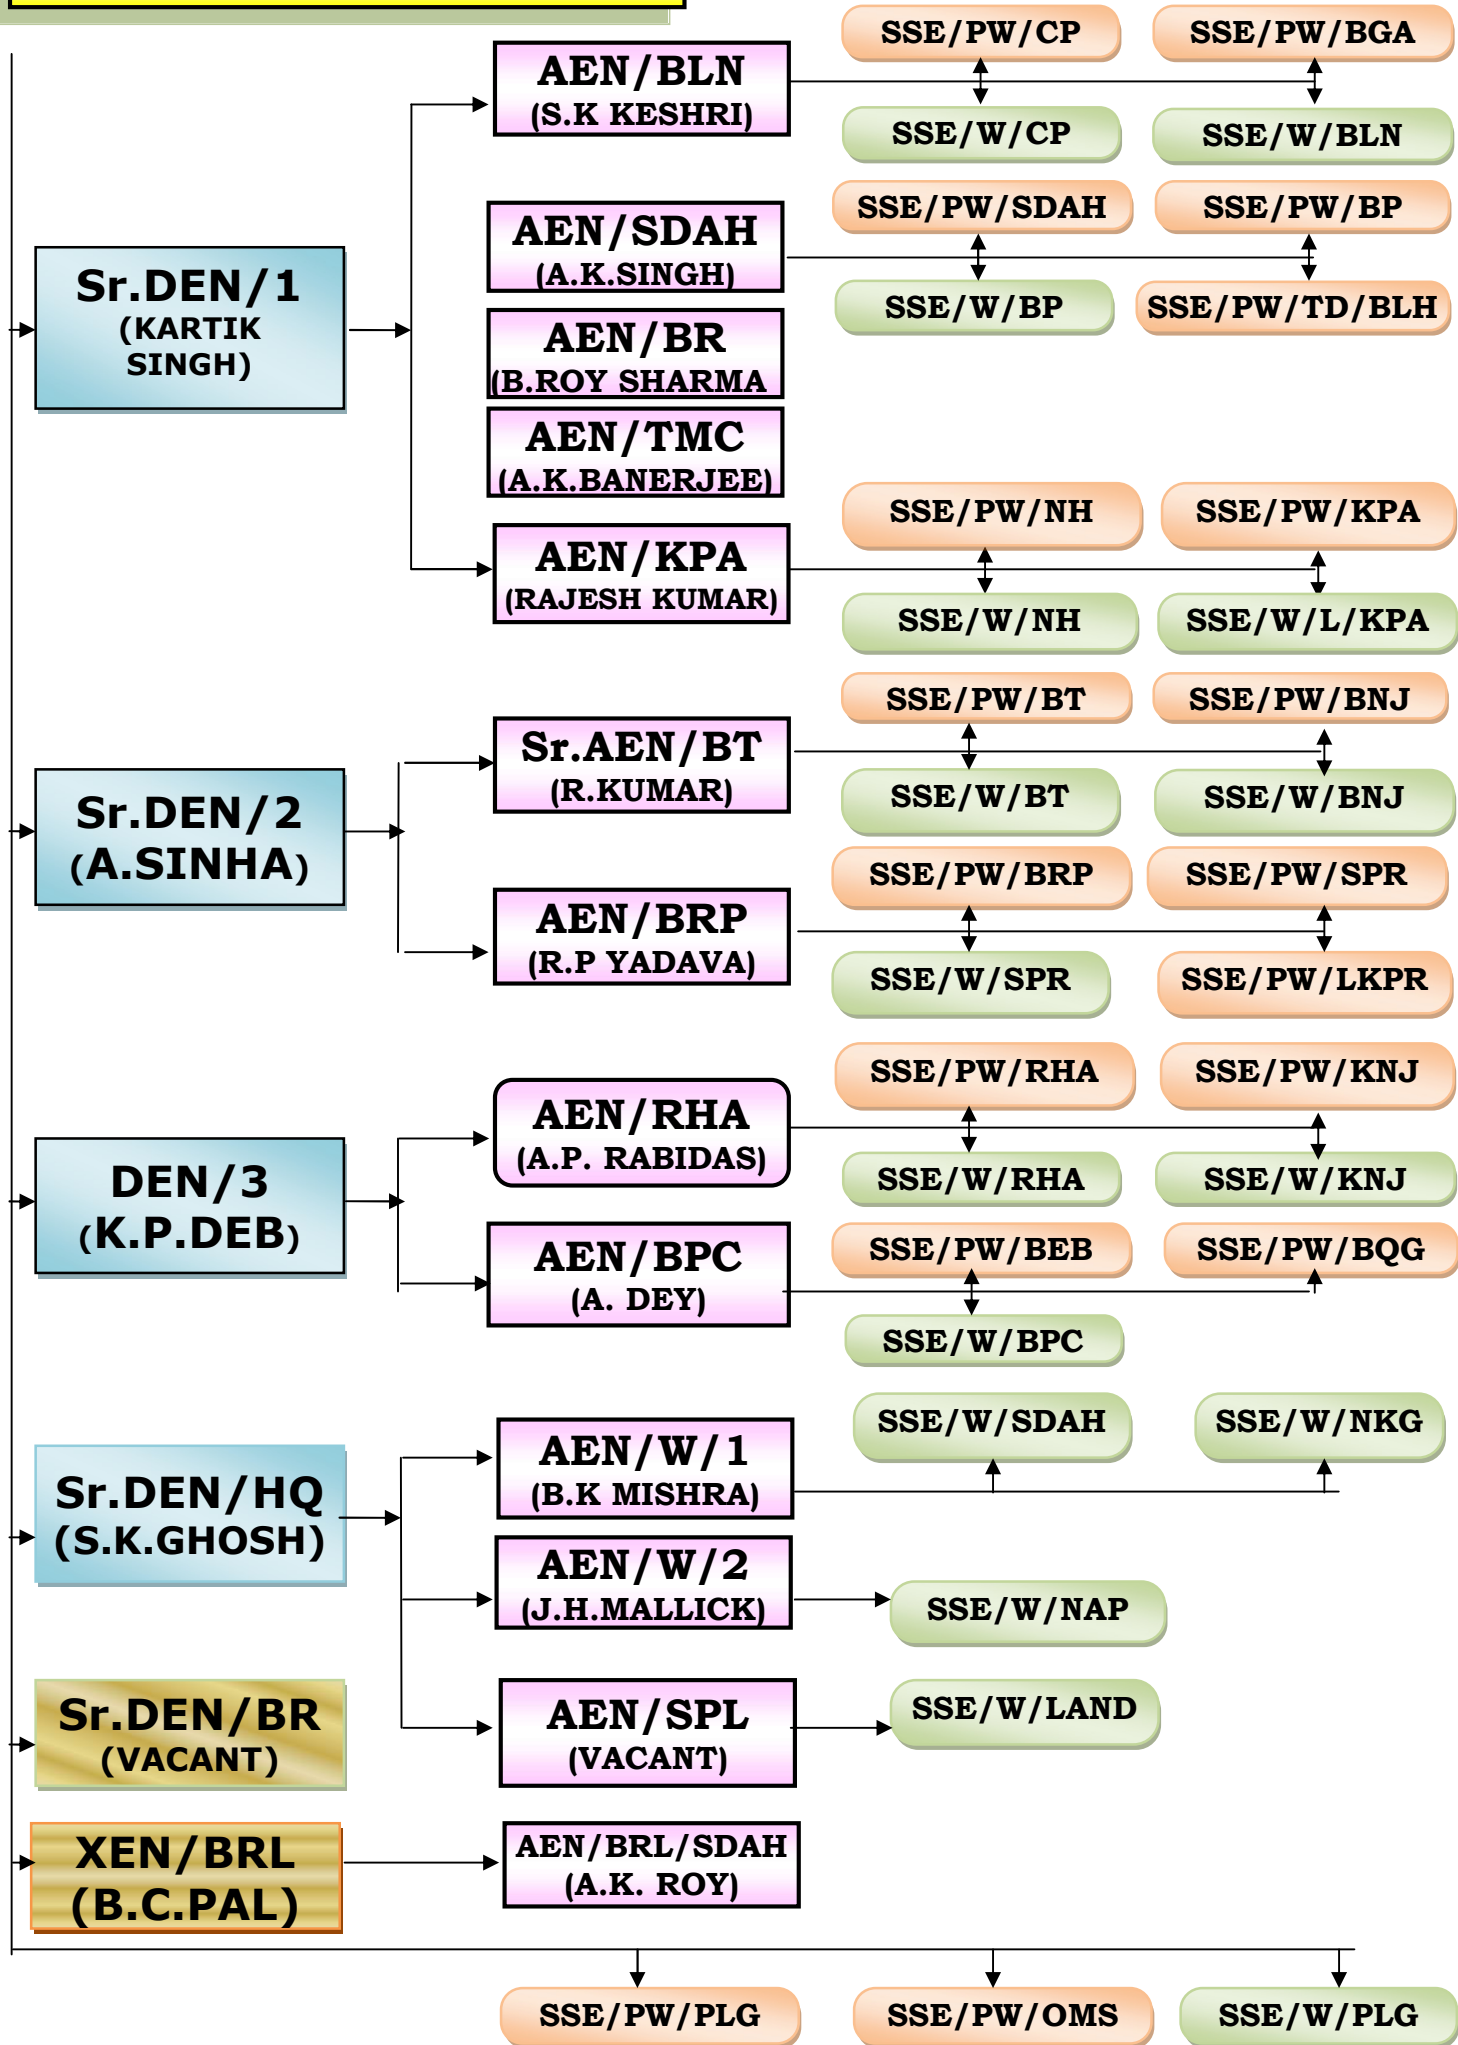 SSE/PW/CP
SSE/PW/BGA
AEN/BLN
(S.K KESHRI)
SSE/W/CP
SSE/W/BLN
SSE/PW/SDAH
SSE/PW/BP
AEN/SDAH
(A.K.SINGH)
SSE/W/BP
SSE/PW/TD/BLH
Sr.DEN/1
(KARTIK
SINGH)
AEN/BR
(B.ROY SHARMA
AEN/TMC
(A.K.BANERJEE)
SSE/PW/NH
SSE/PW/KPA
AEN/KPA
(RAJESH KUMAR)
SSE/W/NH
SSE/W/L/KPA
SSE/PW/BT
SSE/PW/BNJ
Sr.AEN/BT
(R.KUMAR)
SSE/W/BT
SSE/W/BNJ
Sr.DEN/2
(A.SINHA)
SSE/PW/BRP
SSE/PW/SPR
AEN/BRP
(R.P YADAVA)
SSE/W/SPR
SSE/PW/LKPR
SSE/PW/RHA
SSE/PW/KNJ
AEN/RHA
(A.P. RABIDAS)
SSE/W/RHA
SSE/W/KNJ
DEN/3
(K.P.DEB)
SSE/PW/BEB
SSE/PW/BQG
AEN/BPC
(A. DEY)
SSE/W/BPC
SSE/W/SDAH
SSE/W/NKG
AEN/W/1
(B.K MISHRA)
Sr.DEN/HQ
(S.K.GHOSH)
AEN/W/2
(J.H.MALLICK)
SSE/W/NAP
AEN/SPL
(VACANT)
SSE/W/LAND
Sr.DEN/BR
(VACANT)
XEN/BRL
(B.C.PAL)
AEN/BRL/SDAH
(A.K. ROY)
SSE/PW/PLG
SSE/PW/OMS
SSE/W/PLG